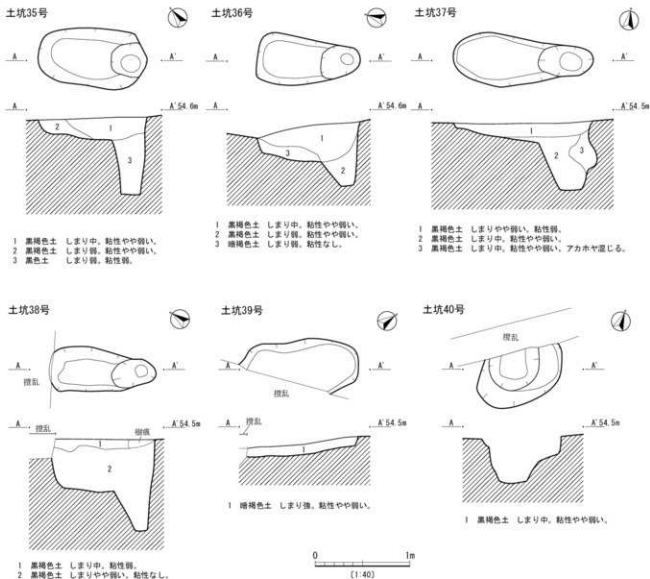 土坑35号
A A'
A A'54.6m
2 1
3
1 黒褐色土 しまり中。粘性やや弱い。
2 黒褐色土 しまり弱。粘性やや弱い。
3 黒色土 しまり弱。粘性弱。
土坑36号
A A'
A A'54.6m
1
3
2
1 黒褐色土 しまり中。粘性やや弱い。
2 黒褐色土 しまり弱。粘性やや弱い。
3 暗褐色土 しまり弱。粘性なし。
土坑37号
A A'
A A'54.5m
1
2 3
1 黒褐色土 しまりやや弱い。粘性弱。
2 黒褐色土 しまり中。粘性やや弱い。
3 黒褐色土 しまり中。粘性やや弱い。アカホヤ混じる。
土坑38号
A A'
撹乱
A A'54.5m
撹乱 樹痕
1
2
1 黒褐色土 しまり中。粘性弱。
2 黒褐色土 しまりやや弱い。粘性なし。
土坑39号
A A'
撹乱
A A'54.5m
撹乱
1
1 暗褐色土 しまり強。粘性やや弱い。
土坑40号
撹乱
A A'
A A'54.5m
1 黒褐色土 しまり中。粘性やや弱い。
0 1m
[1:40]